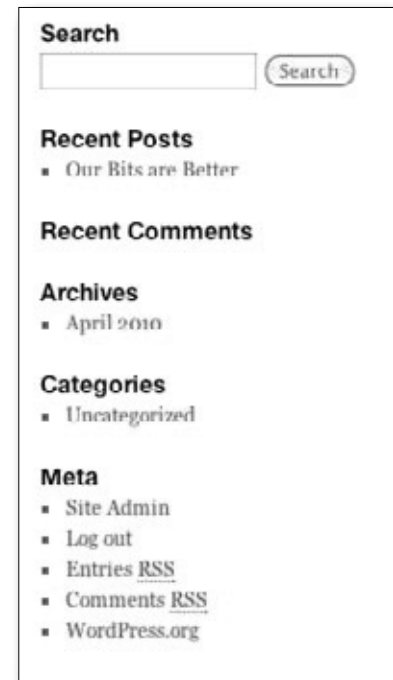 Search
Search
Recent Posts
Our Bits are Better
Recent Comments
Archives
April 2010
Categories
Uncategorized
Meta
Site Admin
Log out
Entries RSS
Comments RSS
WordPress.org